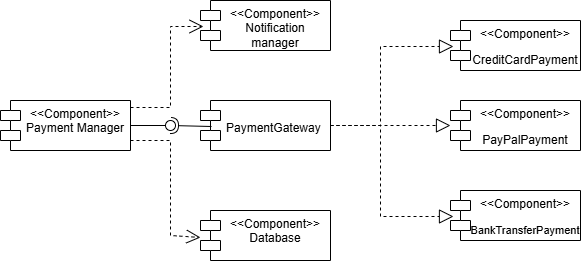 <<Component>>
Notification
manager
<<Component>>
CreditCardPayment
<<Component>>
Payment Manager
PaymentGateway
<<Component>>
PayPalPayment
<<Component>>
Database
<<Component>>
BankTransferPayment